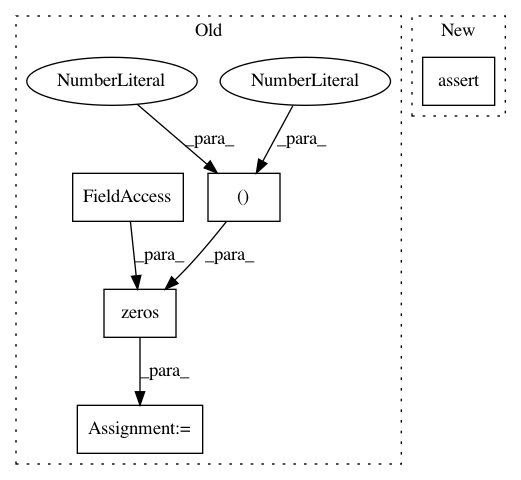 Old
New
NumberLiteral
NumberLiteral
assert
_para_
_para_
FieldAccess
()
_para_
_para_
zeros
_para_
Assignment:=